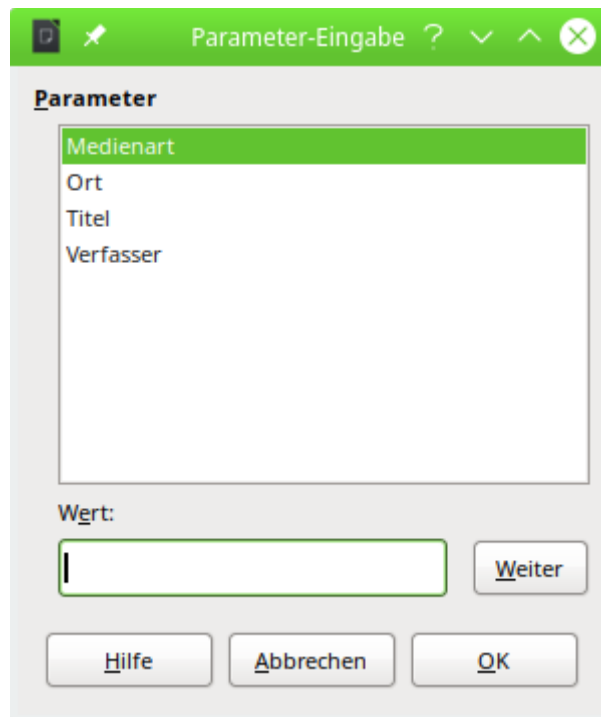 Parameter-Eingabe
Parameter
Medienart
Ort
Titel
Verfasser
Wert:
Weiter
Hilfe Abbrechen OK